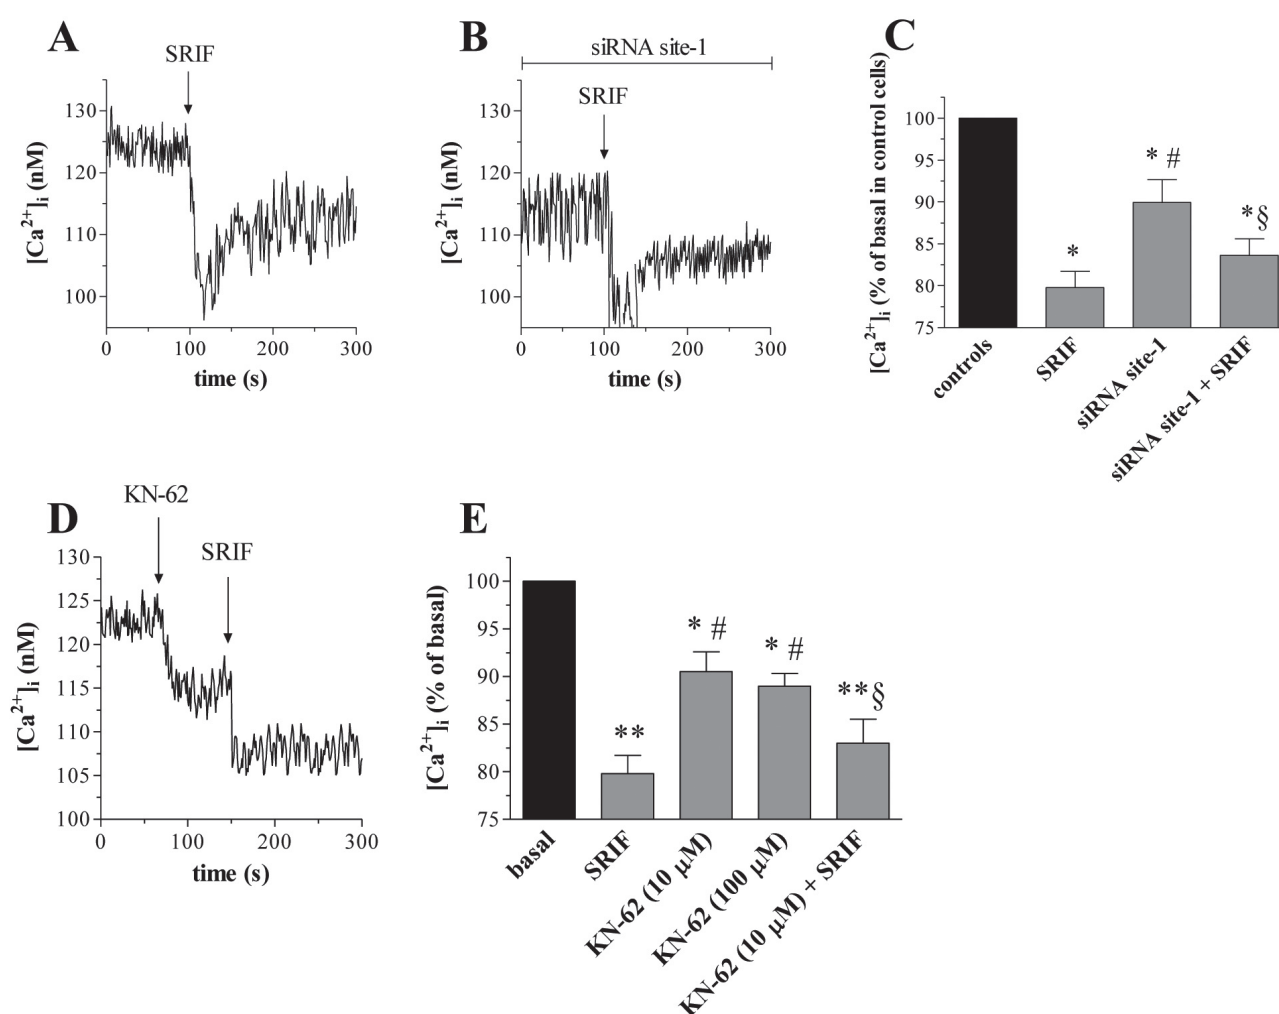 A
SRIF
[Ca²⁺]i (nM)
130
120
110
100
0 100 200 300
time (s)
B
siRNA site-1
SRIF
[Ca²⁺]i (nM)
130
120
110
100
0 100 200 300
time (s)
C
[Ca²⁺]i (% of basal in control cells)
100
95
90
85
80
75
*
* #
*§
controls
SRIF
siRNA site-1
siRNA site-1 + SRIF
D
KN-62
SRIF
[Ca²⁺]i (nM)
130
125
120
115
110
105
100
0 100 200 300
time (s)
E
[Ca²⁺]i (% of basal)
100
95
90
85
80
75
**
* #
* #
**§
basal
SRIF
KN-62 (10 µM)
KN-62 (100 µM)
KN-62 (10 µM) + SRIF